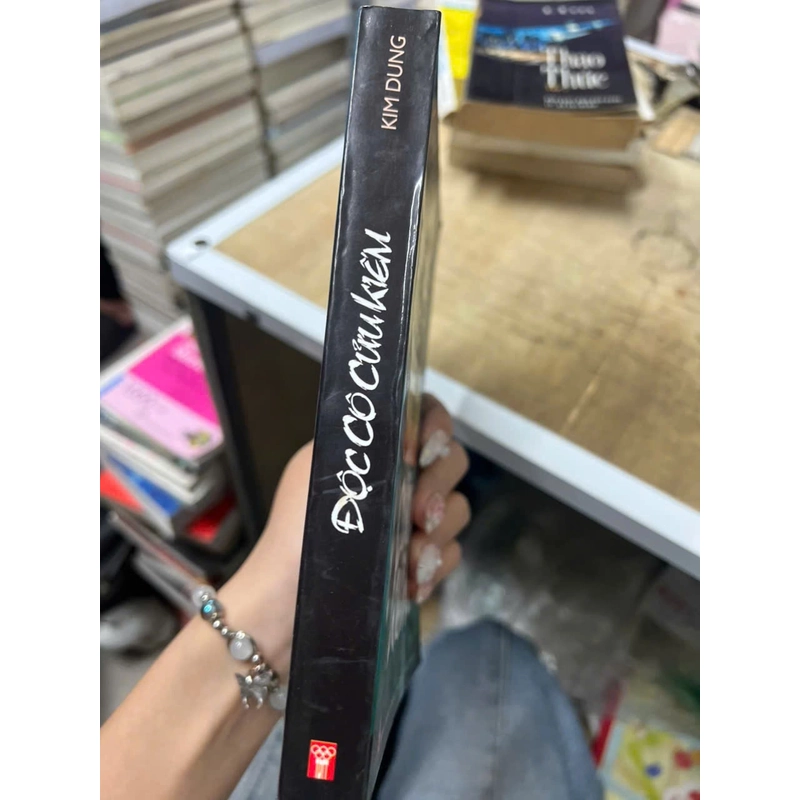 KIM DUNG
ĐỘC CÔ CỬU KIẾM
Thao
Thức